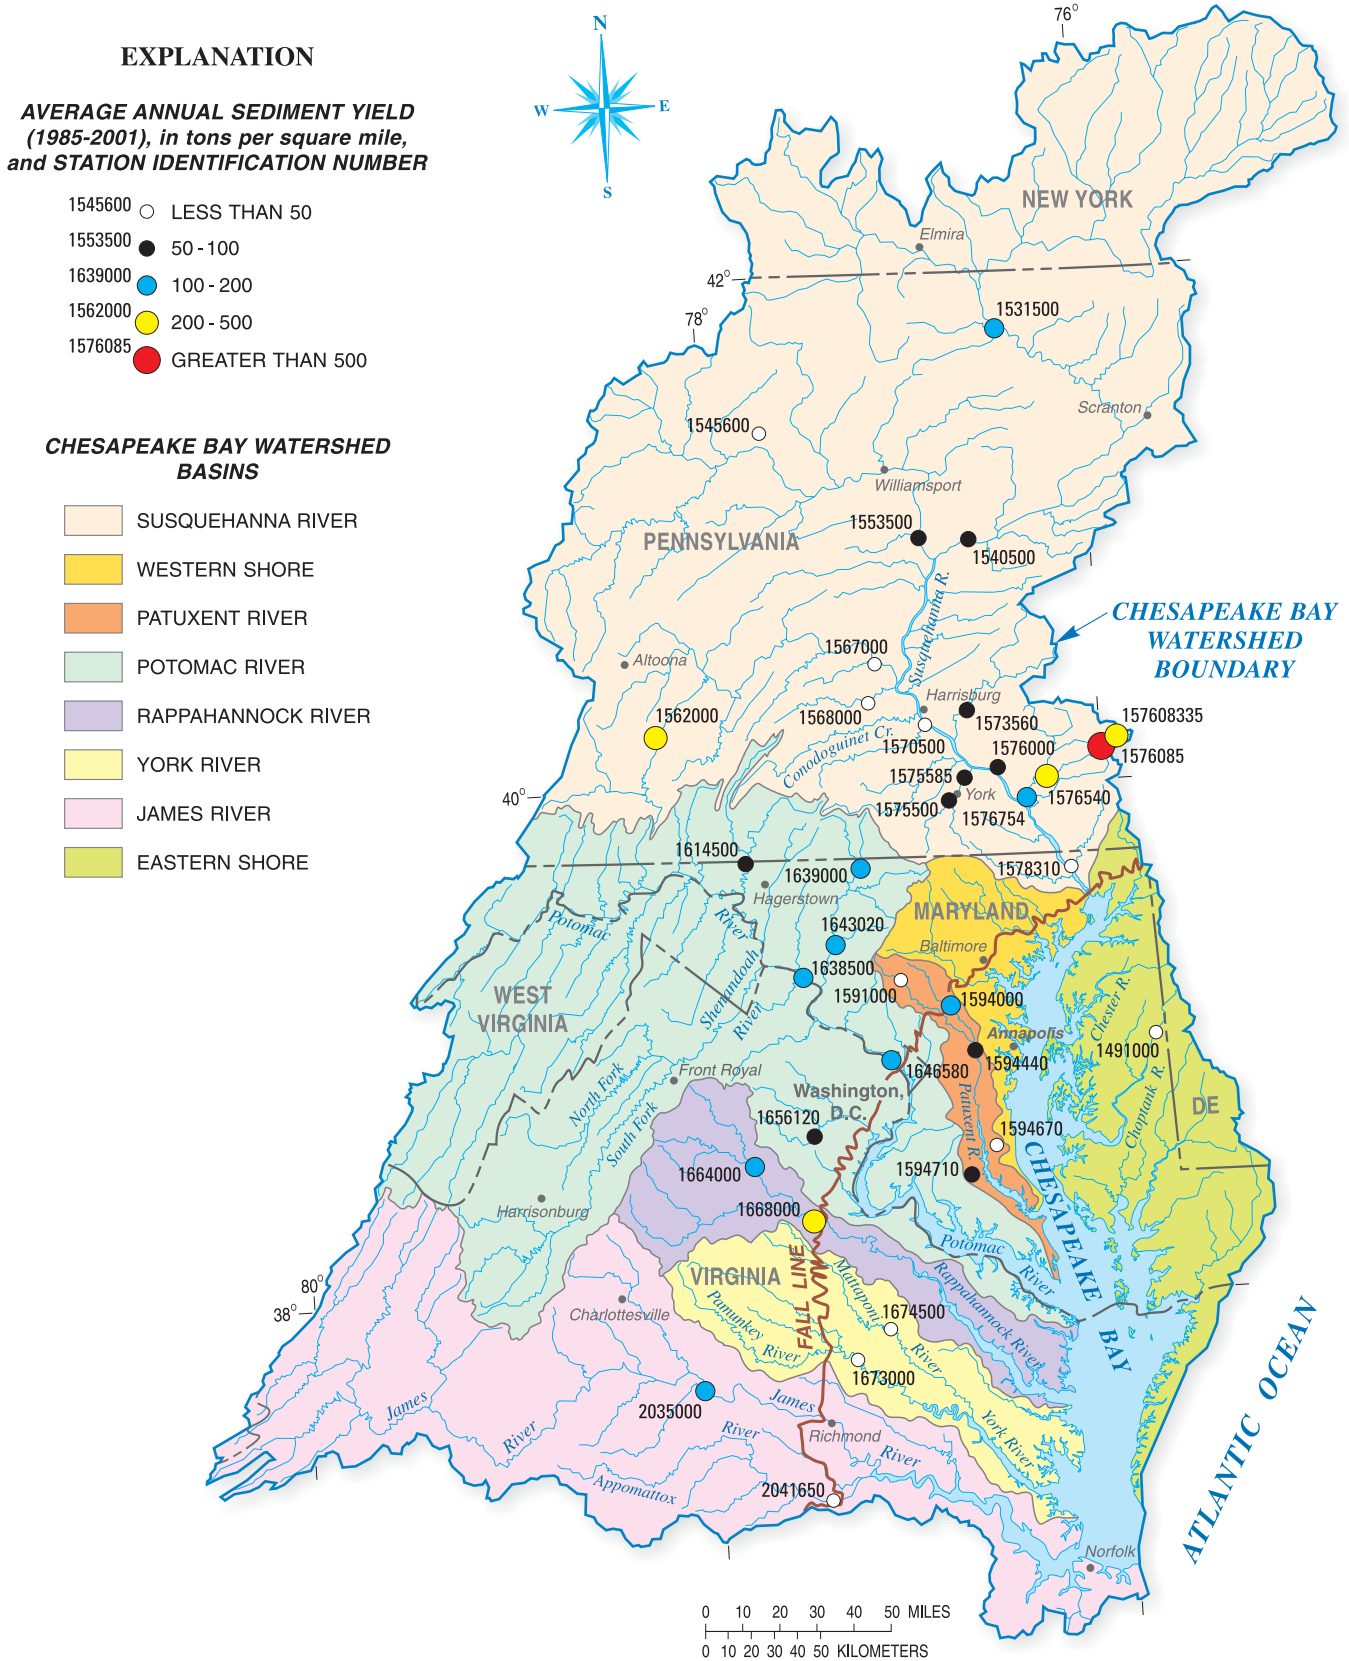 EXPLANATION
AVERAGE ANNUAL SEDIMENT YIELD
(1985-2001), in tons per square mile,
and STATION IDENTIFICATION NUMBER
1545600 LESS THAN 50
1553500 50 - 100
1639000 100 - 200
1562000 200 - 500
1576085 GREATER THAN 500
CHESAPEAKE BAY WATERSHED
BASINS
SUSQUEHANNA RIVER
WESTERN SHORE
PATUXENT RIVER
POTOMAC RIVER
RAPPAHANNOCK RIVER
YORK RIVER
JAMES RIVER
EASTERN SHORE
N
W E
S
76°
NEW YORK
Elmira
42°
78°
1531500
Scranton
1545600
Williamsport
1553500
PENNSYLVANIA
1540500
Susquehanna R.
CHESAPEAKE BAY
WATERSHED
BOUNDARY
1567000
Altoona
Harrisburg
1562000
1568000
1573560
157608335
1570500
1576000
1576085
Conodoguinet Cr.
1575585
40°
York
1576540
1575500
1576754
1614500
1639000
1578310
Hagerstown
MARYLAND
Potomac
River
1643020
Baltimore
1638500
1591000
1594000
WEST
VIRGINIA
Shenandoah
River
Chester R.
Annapolis
1594440
1491000
1646580
Front Royal
North Fork
South Fork
Washington,
D.C.
Patuxent R.
Choptank R.
DE
1656120
1594670
1664000
1594710
CHESAPEAKE
BAY
Harrisonburg
1668000
Potomac
River
VIRGINIA
FALL LINE
Mattaponi
River
Rappahannock River
80°
38°
Charlottesville
Pamunkey
River
1674500
1673000
2035000
James
River
James
River
River
York River
Richmond
Appomattox
2041650
ATLANTIC OCEAN
Norfolk
0 10 20 30 40 50 MILES
0 10 20 30 40 50 KILOMETERS